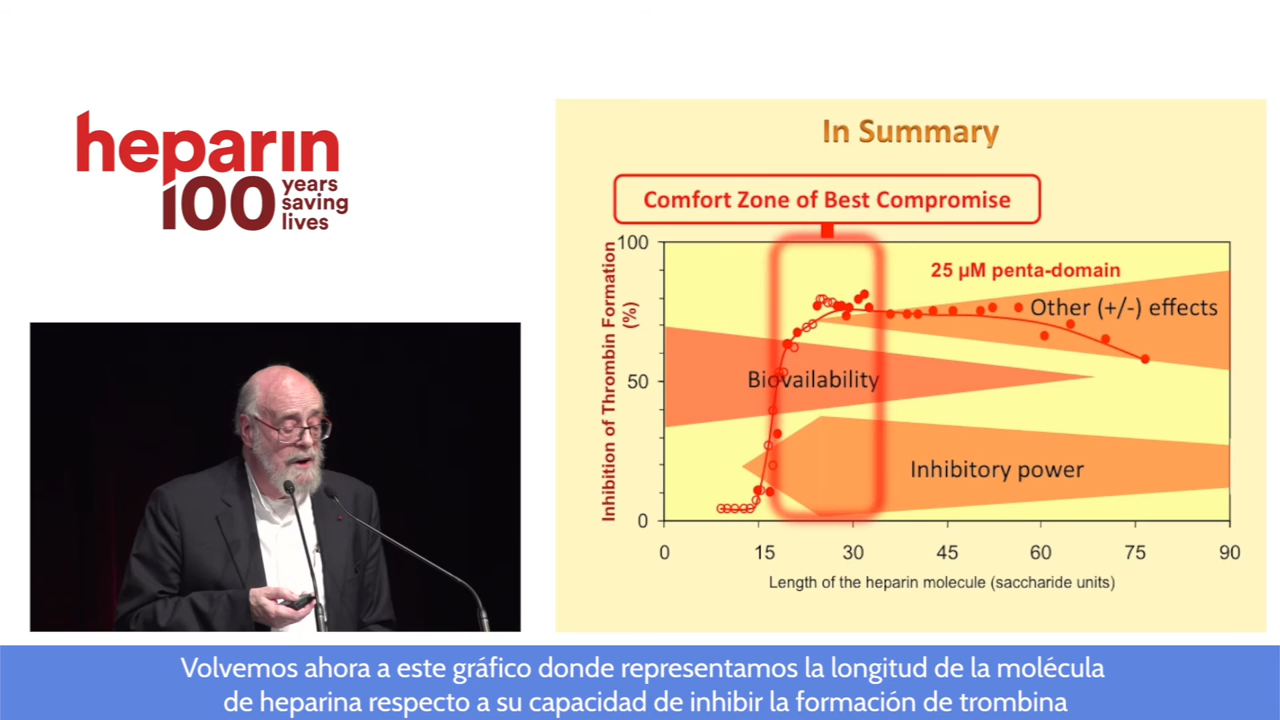 heparin
100
years
saving
lives
In Summary
Comfort Zone of Best Compromise
Inhibition of Thrombin Formation
(%)
100
50
0
25 µM penta-domain
Other (+/-) effects
Biovailability
Inhibitory power
0 15 30 45 60 75 90
Length of the heparin molecule (saccharide units)
Volvemos ahora a este gráfico donde representamos la longitud de la molécula
de heparina respecto a su capacidad de inhibir la formación de trombina